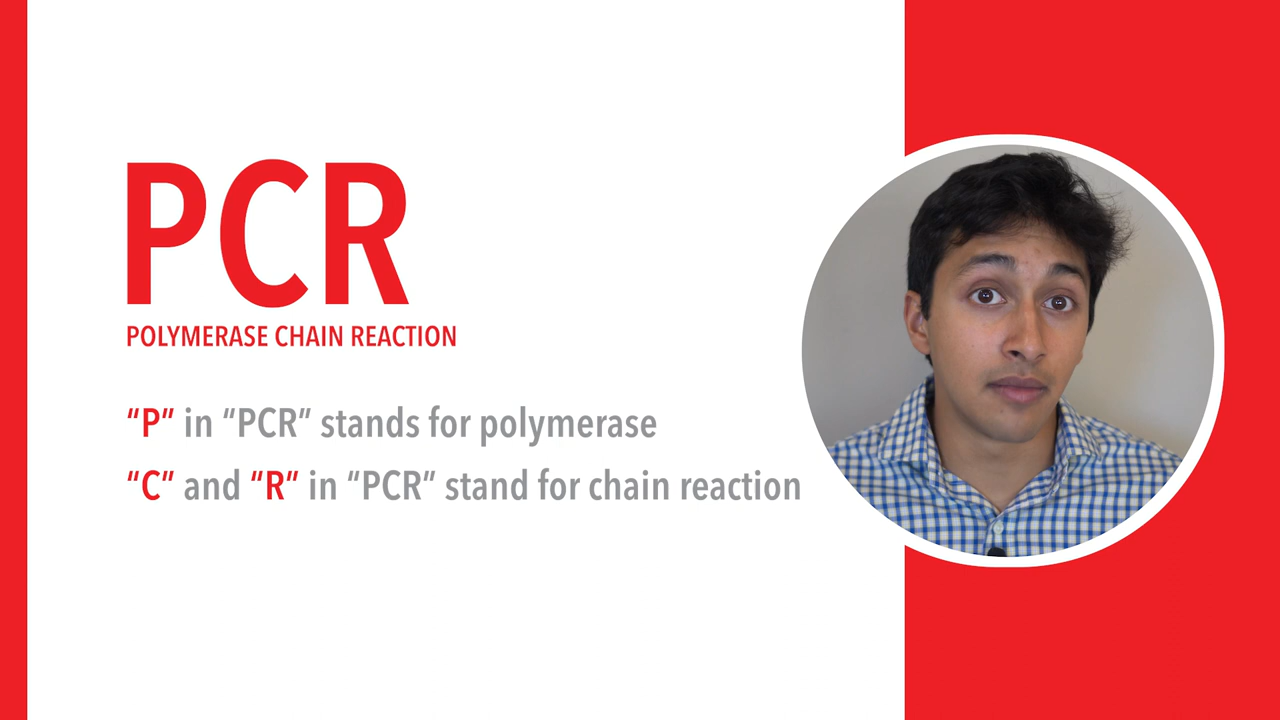 PCR
POLYMERASE CHAIN REACTION
“P” in “PCR” stands for polymerase
“C” and “R” in “PCR” stand for chain reaction